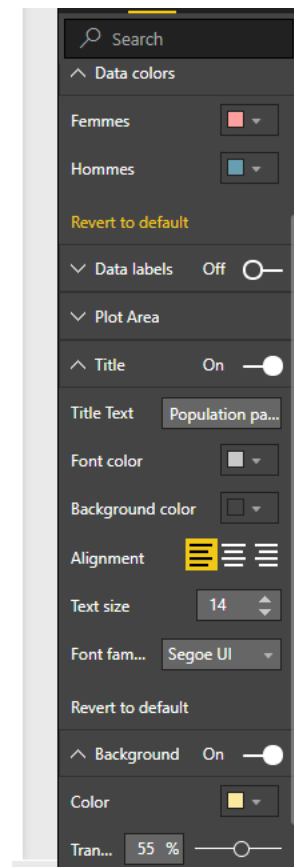 Search
Data colors
Femmes
Hommes
Revert to default
Data labels Off
Plot Area
Title On
Title Text Population pa...
Font color
Background color
Alignment
Text size 14
Font fam... Segoe UI
Revert to default
Background On
Color
Tran... 55 %